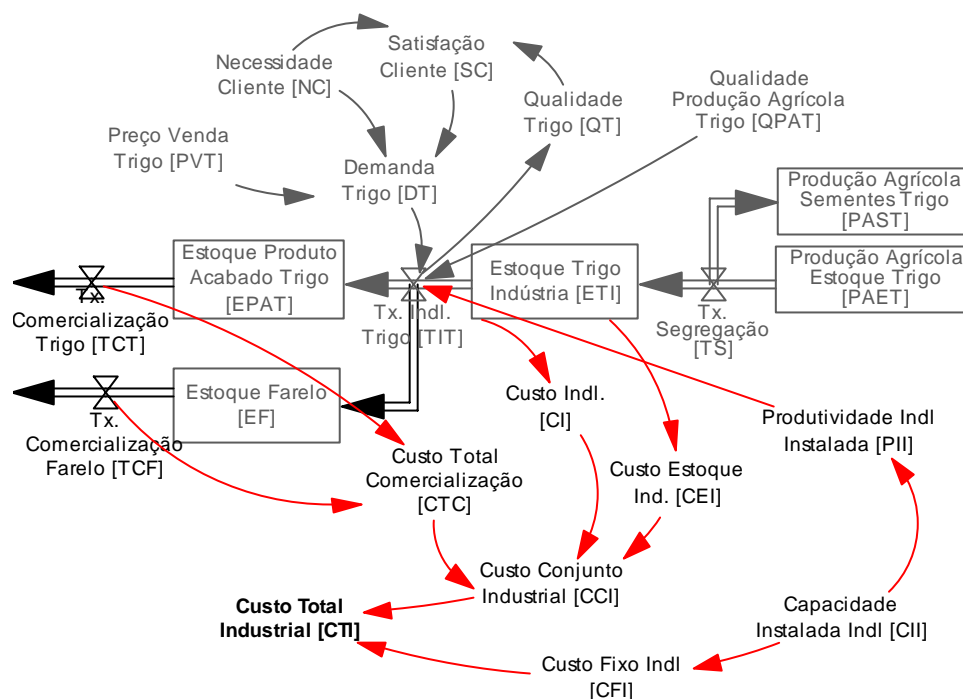 Satisfação
Cliente [SC]
Necessidade
Cliente [NC]
Qualidade
Produção Agrícola
Trigo [QPAT]
Qualidade
Trigo [QT]
Preço Venda
Trigo [PVT]
Demanda
Trigo [DT]
Produção Agrícola
Sementes Trigo
[PAST]
Estoque Produto
Acabado Trigo
[EPAT]
Estoque Trigo
Indústria [ETI]
Produção Agrícola
Estoque Trigo
[PAET]
Tx.
Comercialização
Trigo [TCT]
Tx. Indl.
Trigo [TIT]
Tx.
Segregação
[TS]
Estoque Farelo
[EF]
Custo Indl.
[CI]
Produtividade Indl
Instalada [PII]
Tx.
Comercialização
Farelo [TCF]
Custo Total
Comercialização
[CTC]
Custo Estoque
Ind. [CEI]
Custo Conjunto
Industrial [CCI]
Custo Total
Industrial [CTI]
Capacidade
Instalada Indl [CII]
Custo Fixo Indl
[CFI]